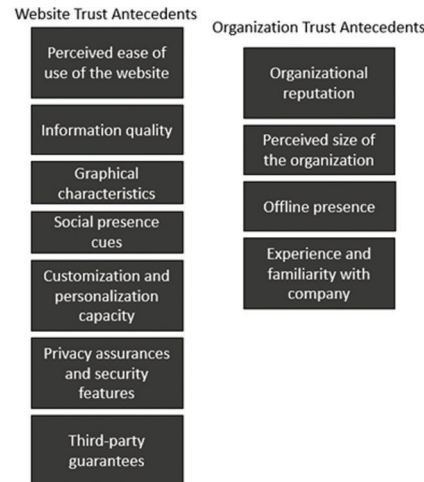 Website Trust Antecedents
Perceived ease of
use of the website
Information quality
Graphical
characteristics
Social presence
cues
Customization and
personalization
capacity
Privacy assurances
and security
features
Third-party
guarantees
Organization Trust Antecedents
Organizational
reputation
Perceived size of
the organization
Offline presence
Experience and
familiarity with
company